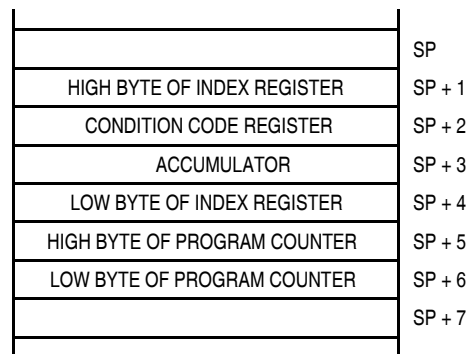 SP
HIGH BYTE OF INDEX REGISTER SP + 1
CONDITION CODE REGISTER SP + 2
ACCUMULATOR SP + 3
LOW BYTE OF INDEX REGISTER SP + 4
HIGH BYTE OF PROGRAM COUNTER SP + 5
LOW BYTE OF PROGRAM COUNTER SP + 6
SP + 7